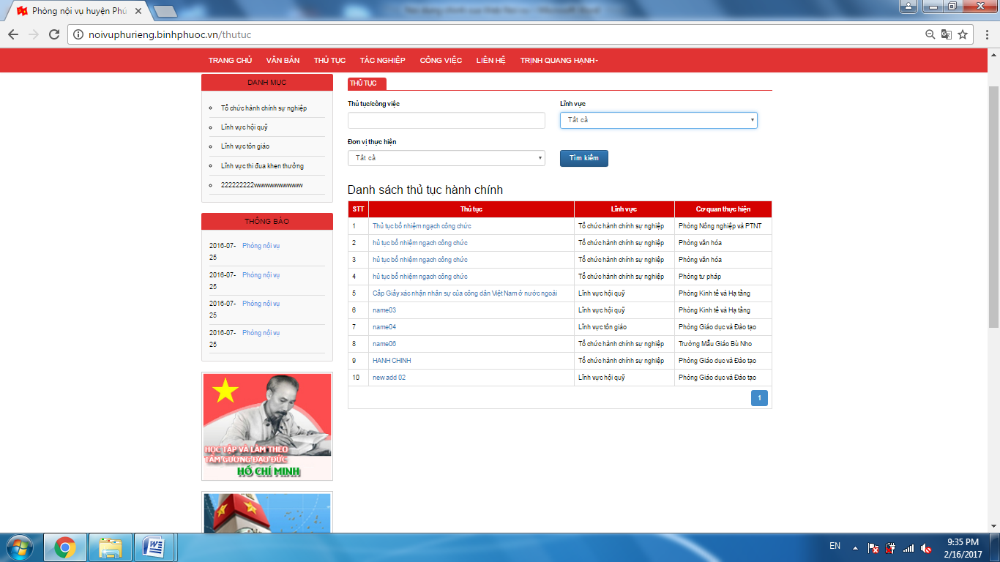 Phòng nội vụ huyện Phú
noivuphurieng.binhphuoc.vn/thutuc
TRANG CHỦ VĂN BẢN THỦ TỤC TÁC NGHIỆP CÔNG VIỆC LIÊN HỆ TRỊNH QUANG HẠNH
DANH MỤC
Tổ chức hành chính sự nghiệp
Lĩnh vực hội quỹ
Lĩnh vực tôn giáo
Lĩnh vực thi đua khen thưởng
222222222wwwwwwwwwww
THÔNG BÁO
2016-07-25 Phòng nội vụ
2016-07-25 Phòng nội vụ
2016-07-25 Phòng nội vụ
2016-07-25 Phòng nội vụ
HỌC TẬP VÀ LÀM THEO
TẤM GƯƠNG ĐẠO ĐỨC
HỒ CHÍ MINH
THỦ TỤC
Thủ tục/công việc Lĩnh vực
Tất cả
Đơn vị thực hiện
Tất cả Tìm kiếm
Danh sách thủ tục hành chính
STT Thủ tục Lĩnh vực Cơ quan thực hiện
1 Thủ tục bổ nhiệm ngạch công chức Tổ chức hành chính sự nghiệp Phòng Nông nghiệp và PTNT
2 hủ tục bổ nhiệm ngạch công chức Tổ chức hành chính sự nghiệp Phòng văn hóa
3 hủ tục bổ nhiệm ngạch công chức Tổ chức hành chính sự nghiệp Phòng văn hóa
4 hủ tục bổ nhiệm ngạch công chức Tổ chức hành chính sự nghiệp Phòng tư pháp
5 Cấp Giấy xác nhận nhân sự của công dân Việt Nam ở nước ngoài Lĩnh vực hội quỹ Phòng Kinh tế và Hạ tầng
6 name03 Lĩnh vực hội quỹ Phòng Kinh tế và Hạ tầng
7 name04 Lĩnh vực tôn giáo Phòng Giáo dục và Đào tạo
8 name06 Tổ chức hành chính sự nghiệp Trường Mẫu Giáo Bù Nho
9 HANH CHINH Tổ chức hành chính sự nghiệp Phòng Giáo dục và Đào tạo
10 new add 02 Lĩnh vực hội quỹ Phòng Giáo dục và Đào tạo
1
EN
9:35 PM
2/16/2017